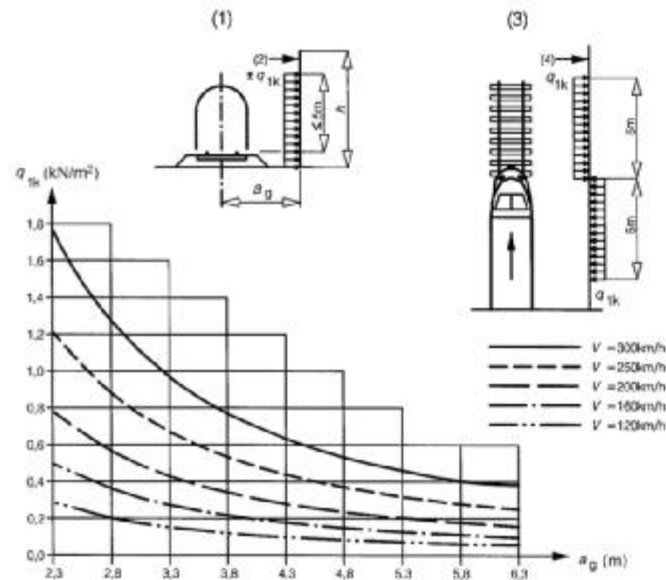 (1)
(3)
(2)
± q1k
≤ 5m
h
ag
(4)
q1k
5m
5m
q1k
q1k (kN/m²)
1,8
1,6
1,4
1,2
1,0
0,8
0,6
0,4
0,2
0,0
2,3 2,8 3,3 3,8 4,3 4,8 5,3 5,8 6,3
ag (m)
V =300km/h
V =250km/h
V =200km/h
V =160km/h
V =120km/h